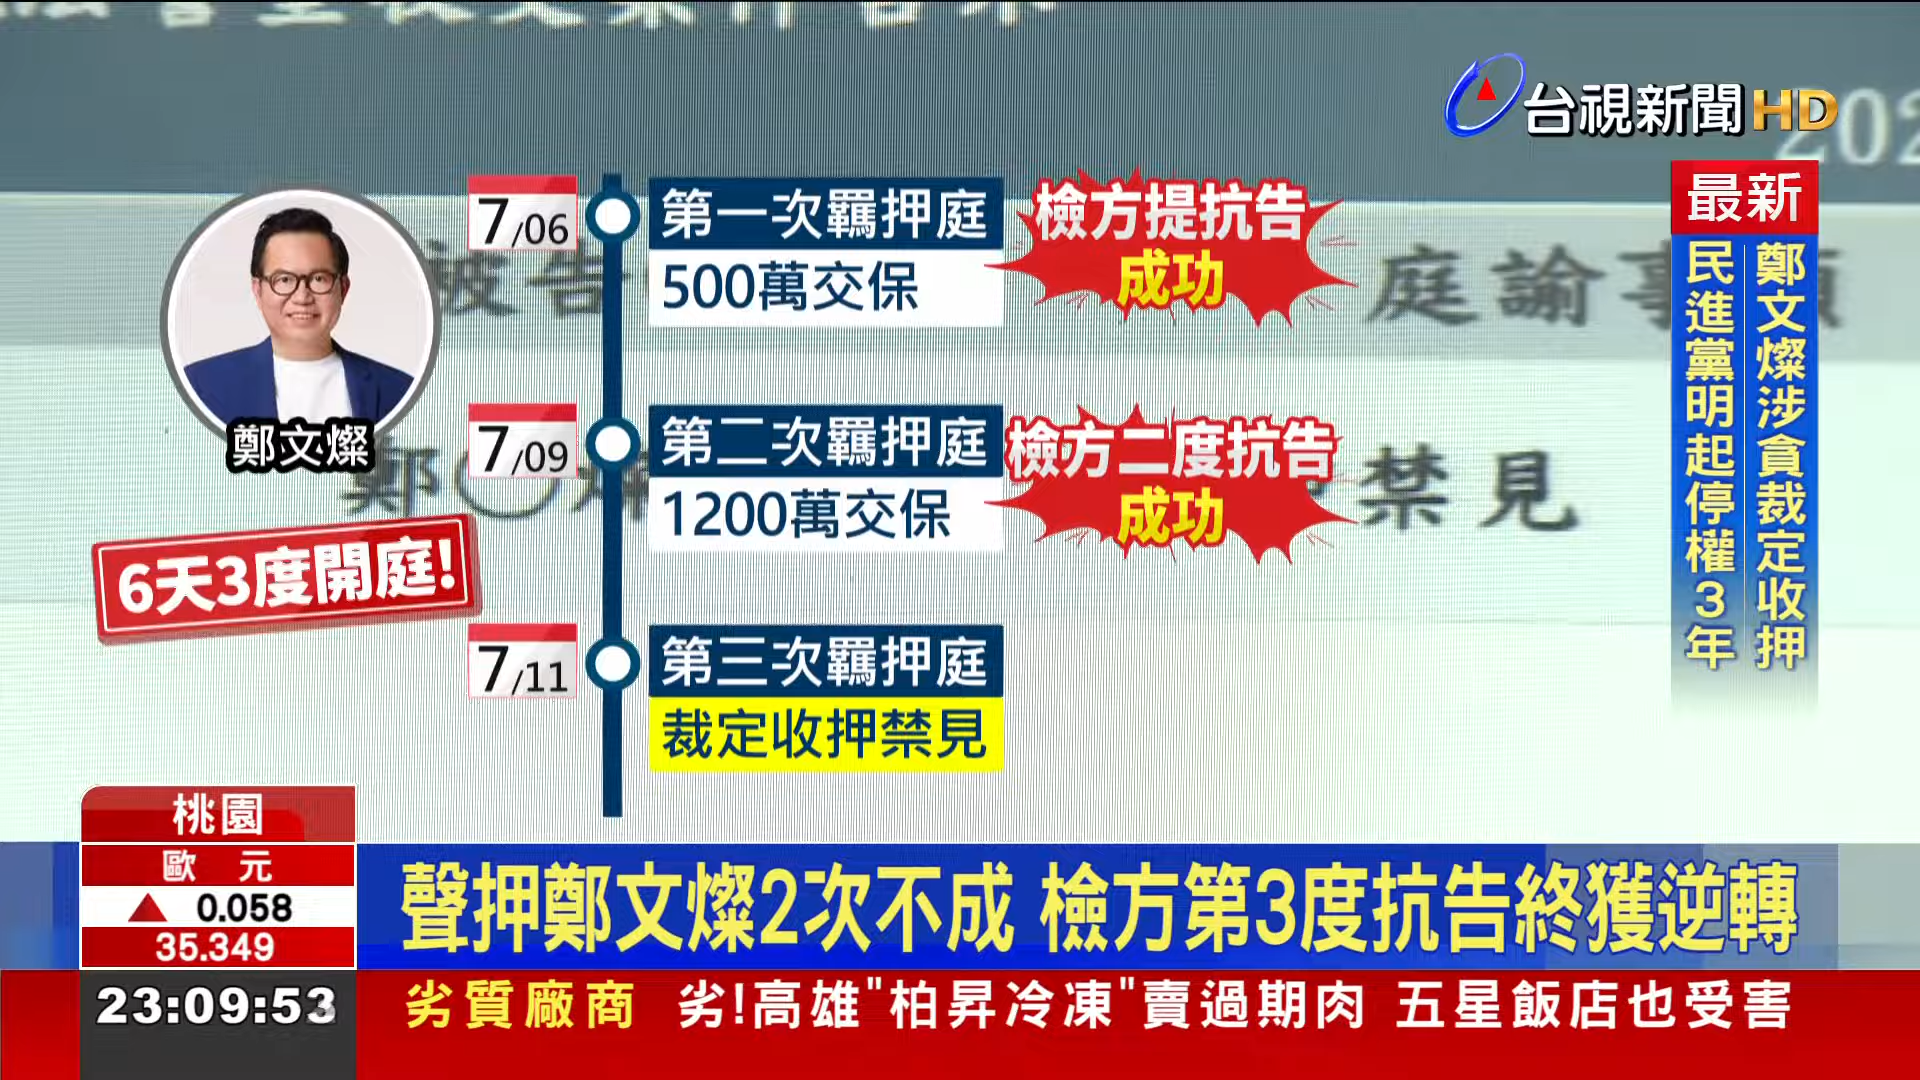 台視新聞HD
202
最新
鄭文燦涉貪裁定收押
民進黨明起停權3年
7/06
第一次羈押庭
500萬交保
檢方提抗告
成功
被告
庭諭事項
鄭文燦
7/09
第二次羈押庭
1200萬交保
檢方二度抗告
成功
鄭○
禁見
6天3度開庭!
7/11
第三次羈押庭
裁定收押禁見
桃園
歐元
▲ 0.058
35.349
聲押鄭文燦2次不成 檢方第3度抗告終獲逆轉
23:09:53
劣質廠商 劣!高雄"柏昇冷凍"賣過期肉 五星飯店也受害